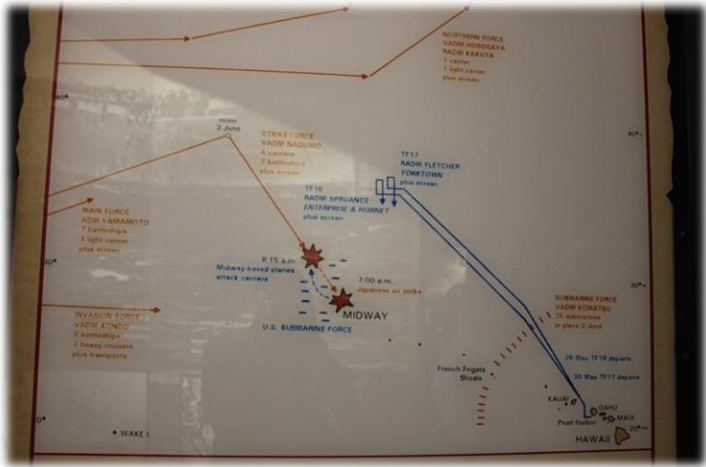 NORTHERN FORCE
VADM HOSOGAYA
RADM KAKUTA
1 carrier
1 light carrier
plus screen
40°
40°
noon
3 June
STRIKE FORCE
VADM NAGUMO
4 carriers
2 battleships
plus screen
TF17
RADM FLETCHER
YORKTOWN
plus screen
TF16
RADM SPRUANCE
ENTERPRISE & HORNET
plus screen
MAIN FORCE
ADM YAMAMOTO
7 battleships
1 light carrier
plus screen
30°
30°
8:15 a.m.
Midway based planes
attack carriers
7:00 a.m.
Japanese air strike
MIDWAY
U.S. SUBMARINE FORCE
SUBMARINE FORCE
VADM KOMATSU
15 submarines
in place 2 June
INVASION FORCE
VADM KONDO
2 battleships
7 heavy cruisers
plus transports
28 May TF16 departs
30 May TF17 departs
French Frigate
Shoals
KAUAI
OAHU
MAUI
Pearl Harbor
HAWAII
20°
WAKE I.